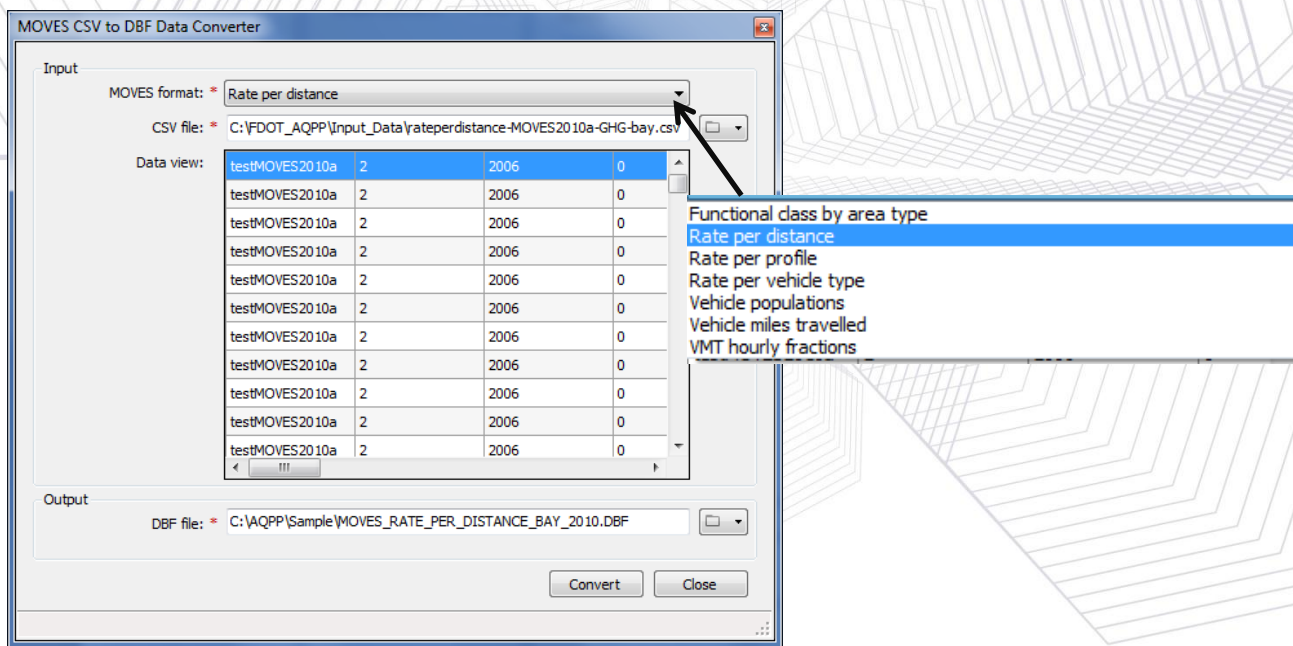 MOVES CSV to DBF Data Converter
Input
MOVES format: * Rate per distance
CSV file: * C:\FDOT_AQPP\Input_Data\rateperdistance-MOVES2010a-GHG-bay.csv
Data view:
testMOVES2010a 2 2006 0
testMOVES2010a 2 2006 0
testMOVES2010a 2 2006 0
testMOVES2010a 2 2006 0
testMOVES2010a 2 2006 0
testMOVES2010a 2 2006 0
testMOVES2010a 2 2006 0
testMOVES2010a 2 2006 0
testMOVES2010a 2 2006 0
testMOVES2010a 2 2006 0
testMOVES2010a 2 2006 0
Functional class by area type
Rate per distance
Rate per profile
Rate per vehicle type
Vehicle populations
Vehicle miles travelled
VMT hourly fractions
Output
DBF file: * C:\AQPP\Sample\MOVES_RATE_PER_DISTANCE_BAY_2010.DBF
Convert
Close